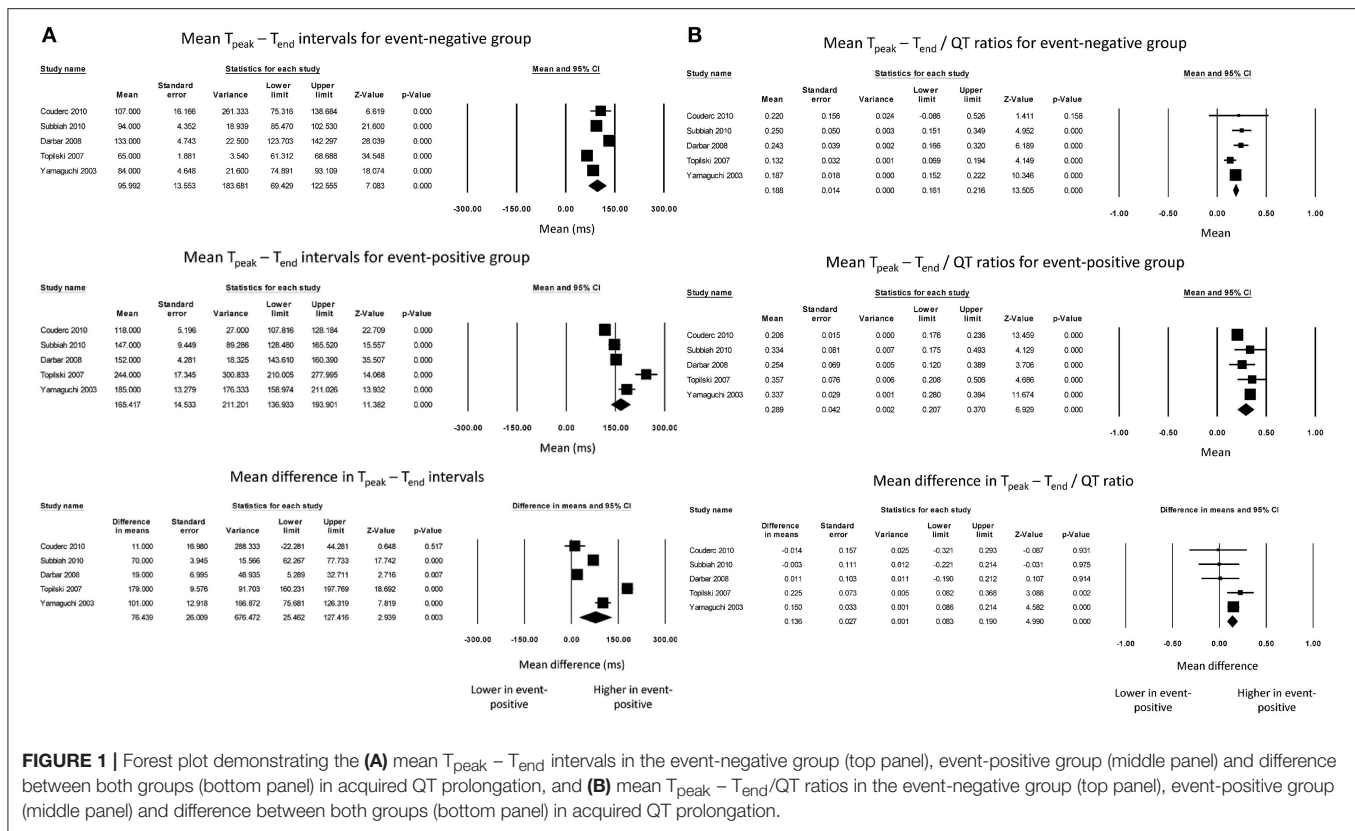 A
Mean Tpeak – Tend intervals for event-negative group
Study name Statistics for each study Mean and 95% CI
Mean Standard error Variance Lower limit Upper limit Z-Value p-Value
Couderc 2010 107.000 16.166 261.333 75.316 138.684 6.619 0.000
Subbiah 2010 94.000 4.352 18.939 85.470 102.530 21.600 0.000
Darbar 2008 133.000 4.743 22.500 123.703 142.297 28.039 0.000
Topilski 2007 65.000 1.881 3.540 61.312 68.688 34.548 0.000
Yamaguchi 2003 84.000 4.648 21.600 74.891 93.109 18.074 0.000
95.992 13.553 183.681 69.429 122.555 7.083 0.000
-300.00 -150.00 0.00 150.00 300.00
Mean (ms)
Mean Tpeak – Tend intervals for event-positive group
Study name Statistics for each study Mean and 95% CI
Mean Standard error Variance Lower limit Upper limit Z-Value p-Value
Couderc 2010 118.000 5.196 27.000 107.816 128.184 22.709 0.000
Subbiah 2010 147.000 9.449 89.286 128.480 165.520 15.557 0.000
Darbar 2008 152.000 4.281 18.325 143.610 160.390 35.507 0.000
Topilski 2007 244.000 17.345 300.833 210.005 277.995 14.068 0.000
Yamaguchi 2003 185.000 13.279 176.333 158.974 211.026 13.932 0.000
165.417 14.533 211.201 136.933 193.901 11.382 0.000
-300.00 -150.00 0.00 150.00 300.00
Mean (ms)
Mean difference in Tpeak – Tend intervals
Study name Statistics for each study Difference in means and 95% CI
Difference in means Standard error Variance Lower limit Upper limit Z-Value p-Value
Couderc 2010 11.000 16.980 288.333 -22.281 44.281 0.648 0.517
Subbiah 2010 70.000 3.945 15.566 62.267 77.733 17.742 0.000
Darbar 2008 19.000 6.995 48.935 5.289 32.711 2.716 0.007
Topilski 2007 179.000 9.576 91.703 160.231 197.769 18.692 0.000
Yamaguchi 2003 101.000 12.918 166.872 75.681 126.319 7.819 0.000
76.439 26.009 676.472 25.462 127.416 2.939 0.003
-300.00 -150.00 0.00 150.00 300.00
Mean difference (ms)
Lower in event-positive Higher in event-positive
B
Mean Tpeak – Tend / QT ratios for event-negative group
Study name Statistics for each study Mean and 95% CI
Mean Standard error Variance Lower limit Upper limit Z-Value p-Value
Couderc 2010 0.220 0.156 0.024 -0.086 0.526 1.411 0.158
Subbiah 2010 0.250 0.050 0.003 0.151 0.349 4.952 0.000
Darbar 2008 0.243 0.039 0.002 0.166 0.320 6.189 0.000
Topilski 2007 0.132 0.032 0.001 0.069 0.194 4.149 0.000
Yamaguchi 2003 0.187 0.018 0.000 0.152 0.222 10.346 0.000
0.188 0.014 0.000 0.161 0.216 13.505 0.000
-1.00 -0.50 0.00 0.50 1.00
Mean
Mean Tpeak – Tend / QT ratios for event-positive group
Study name Statistics for each study Mean and 95% CI
Mean Standard error Variance Lower limit Upper limit Z-Value p-Value
Couderc 2010 0.206 0.015 0.000 0.176 0.236 13.459 0.000
Subbiah 2010 0.334 0.081 0.007 0.175 0.493 4.129 0.000
Darbar 2008 0.254 0.069 0.005 0.120 0.389 3.706 0.000
Topilski 2007 0.357 0.076 0.006 0.208 0.506 4.686 0.000
Yamaguchi 2003 0.337 0.029 0.001 0.280 0.394 11.674 0.000
0.289 0.042 0.002 0.207 0.370 6.929 0.000
-1.00 -0.50 0.00 0.50 1.00
Mean
Mean difference in Tpeak – Tend / QT ratio
Study name Statistics for each study Difference in means and 95% CI
Difference in means Standard error Variance Lower limit Upper limit Z-Value p-Value
Couderc 2010 -0.014 0.157 0.025 -0.321 0.293 -0.087 0.931
Subbiah 2010 -0.003 0.111 0.012 -0.221 0.214 -0.031 0.975
Darbar 2008 0.011 0.103 0.011 -0.190 0.212 0.107 0.914
Topilski 2007 0.225 0.073 0.005 0.082 0.368 3.088 0.002
Yamaguchi 2003 0.150 0.033 0.001 0.086 0.214 4.582 0.000
0.136 0.027 0.001 0.083 0.190 4.990 0.000
-1.00 -0.50 0.00 0.50 1.00
Mean difference
Lower in event-positive Higher in event-positive
FIGURE 1 | Forest plot demonstrating the (A) mean Tpeak – Tend intervals in the event-negative group (top panel), event-positive group (middle panel) and difference
between both groups (bottom panel) in acquired QT prolongation, and (B) mean Tpeak – Tend/QT ratios in the event-negative group (top panel), event-positive group
(middle panel) and difference between both groups (bottom panel) in acquired QT prolongation.